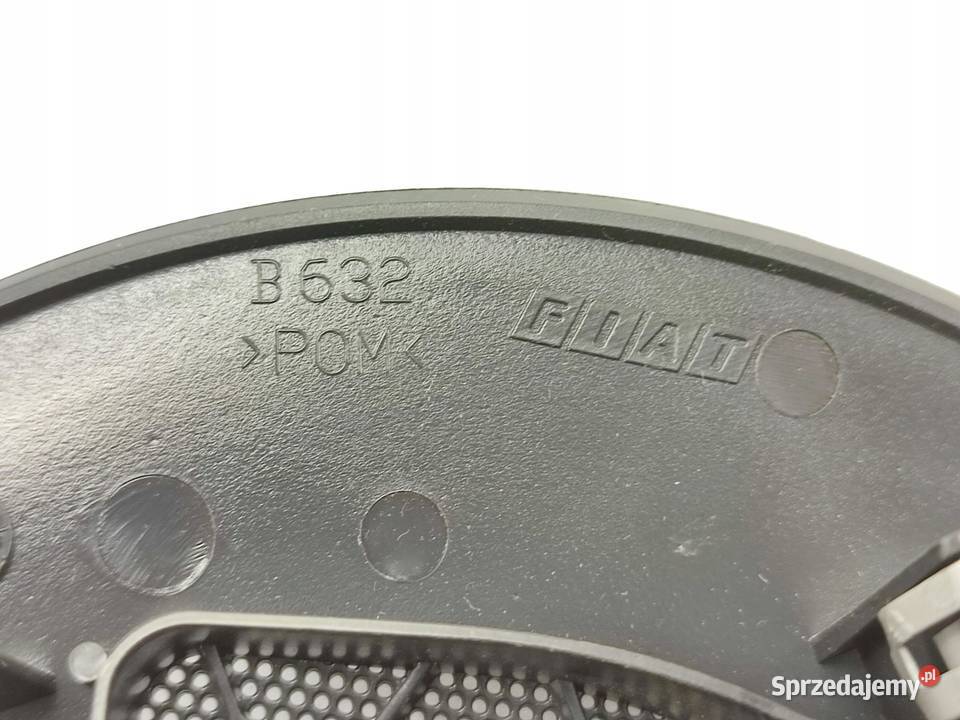 B632
>POM<
FIAT
Sprzedajemy.pl